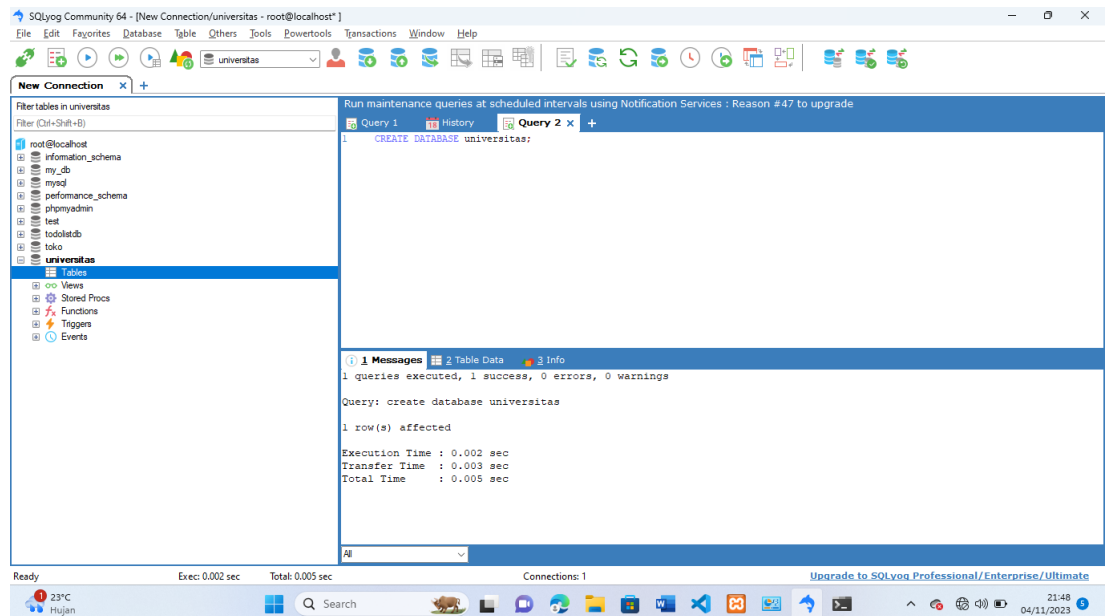 SQLyog Community 64 - [New Connection/universitas - root@localhost* ]
File Edit Favorites Database Table Others Tools Powertools Transactions Window Help
universitas
New Connection x +
Filter tables in universitas
Filter (Ctrl+Shift+B)
root@localhost
information_schema
my_db
mysql
performance_schema
phpmyadmin
test
todolistdb
toko
universitas
Tables
Views
Stored Procs
Functions
Triggers
Events
Run maintenance queries at scheduled intervals using Notification Services : Reason #47 to upgrade
Query 1 History Query 2 x +
1 CREATE DATABASE universitas;
1 Messages 2 Table Data 3 Info
1 queries executed, 1 success, 0 errors, 0 warnings
Query: create database universitas
1 row(s) affected
Execution Time : 0.002 sec
Transfer Time : 0.003 sec
Total Time : 0.005 sec
All
Ready Exec: 0.002 sec Total: 0.005 sec Connections: 1 Upgrade to SQLyog Professional/Enterprise/Ultimate
1 23°C
Hujan
Search
21:48
04/11/2023
5